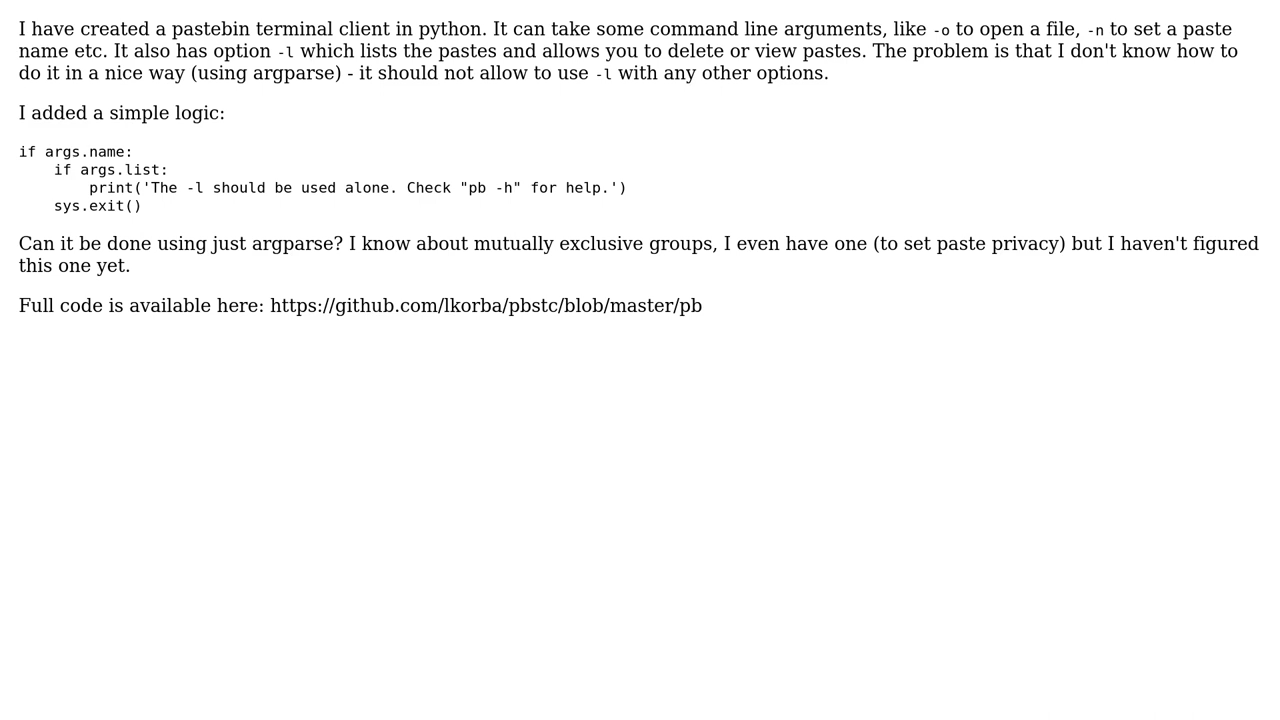 I have created a pastebin terminal client in python. It can take some command line arguments, like -o to open a file, -n to set a paste
name etc. It also has option -l which lists the pastes and allows you to delete or view pastes. The problem is that I don't know how to
do it in a nice way (using argparse) - it should not allow to use -l with any other options.
I added a simple logic:
if args.name:
    if args.list:
        print('The -l should be used alone. Check "pb -h" for help.')
    sys.exit()
Can it be done using just argparse? I know about mutually exclusive groups, I even have one (to set paste privacy) but I haven't figured
this one yet.
Full code is available here: https://github.com/lkorba/pbstc/blob/master/pb